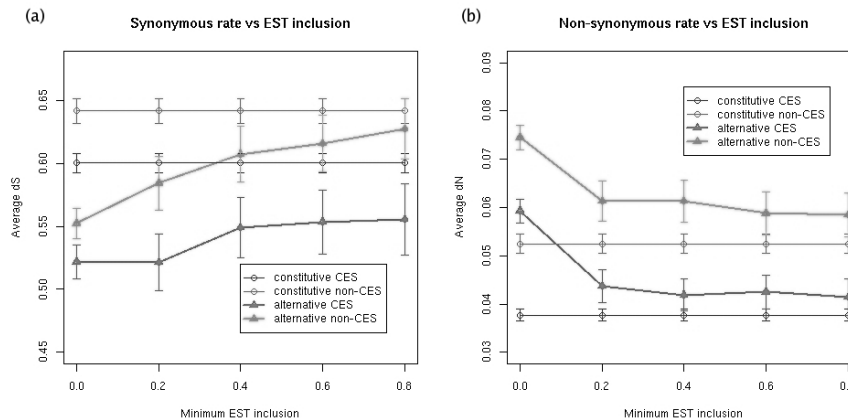 (a)
Synonymous rate vs EST inclusion
Average dS
0.65
0.60
0.55
0.50
0.45
constitutive CES
constitutive non-CES
alternative CES
alternative non-CES
0.0 0.2 0.4 0.6 0.8
Minimum EST inclusion
(b)
Non-synonymous rate vs EST inclusion
Average dN
0.09
0.08
0.07
0.06
0.05
0.04
0.03
constitutive CES
constitutive non-CES
alternative CES
alternative non-CES
0.0 0.2 0.4 0.6 0.8
Minimum EST inclusion